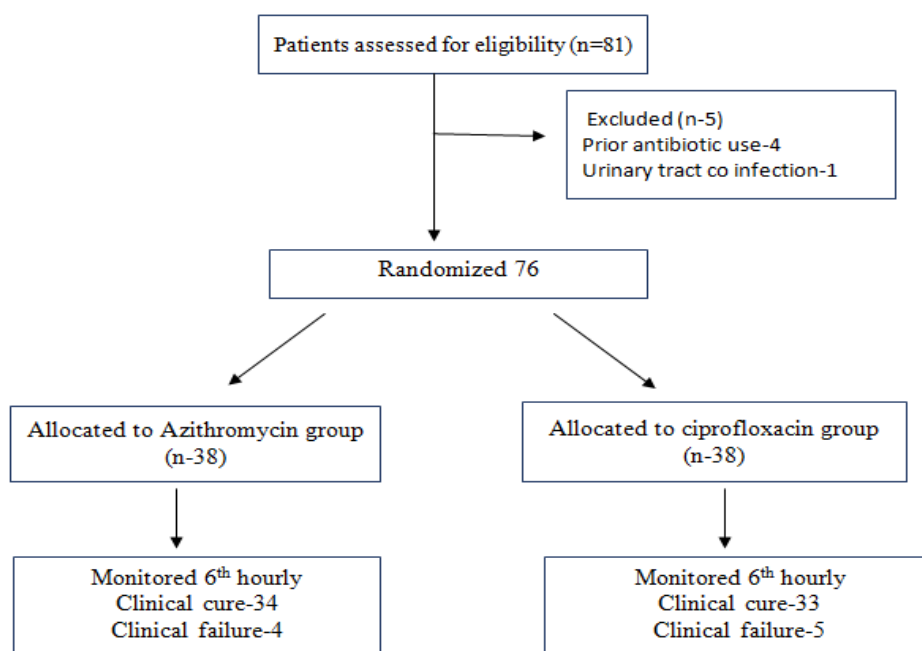 Patients assessed for eligibility (n=81)
Excluded (n-5)
Prior antibiotic use-4
Urinary tract co infection-1
Randomized 76
Allocated to Azithromycin group
(n-38)
Allocated to ciprofloxacin group
(n-38)
Monitored 6th hourly
Clinical cure-34
Clinical failure-4
Monitored 6th hourly
Clinical cure-33
Clinical failure-5